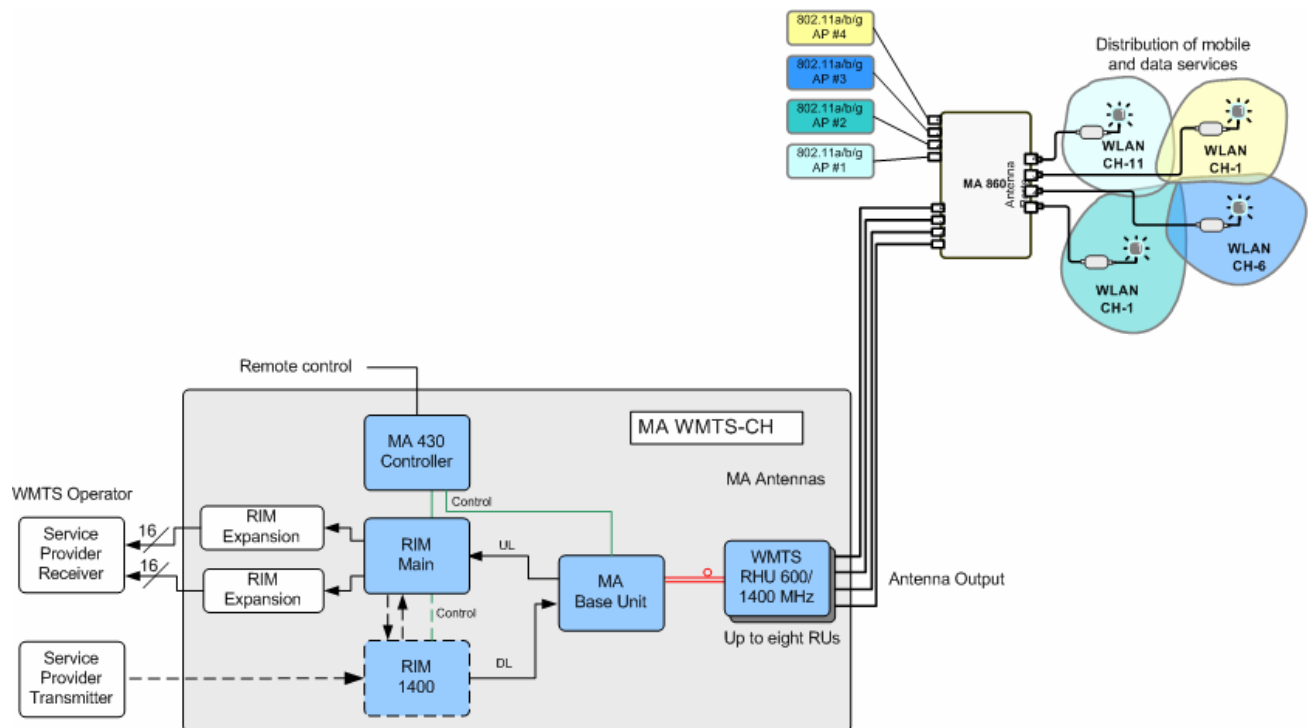 802.11a/b/g
AP #4
802.11a/b/g
AP #3
802.11a/b/g
AP #2
802.11a/b/g
AP #1
Distribution of mobile
and data services
MA 860
Antenna
WLAN
CH-11
WLAN
CH-1
WLAN
CH-6
WLAN
CH-1
Remote control
MA WMTS-CH
MA 430
Controller
MA Antennas
Control
WMTS Operator
Service
Provider
Receiver
16
16
RIM
Expansion
RIM
Expansion
RIM
Main
UL
MA
Base Unit
WMTS
RHU 600/
1400 MHz
Antenna Output
Up to eight RUs
Control
Service
Provider
Transmitter
RIM
1400
DL